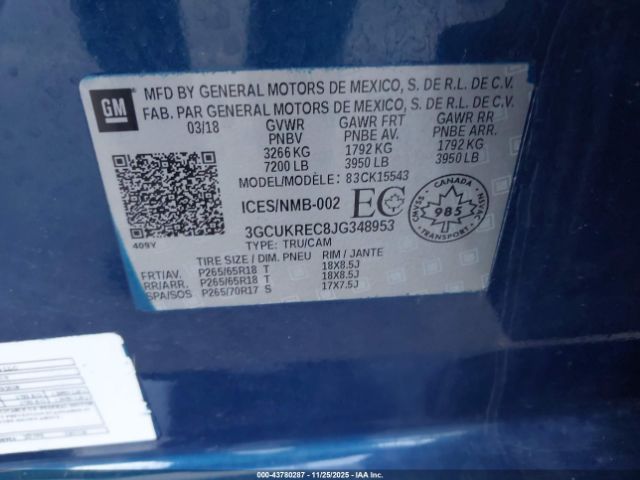 GM
MFD BY GENERAL MOTORS DE MEXICO, S. DE R.L. DE C.V.
FAB. PAR GENERAL MOTORS DE MEXICO, S. DE R.L. DE C.V.
03/18 GVWR GAWR FRT GAWR RR
PNBV PNBE AV. PNBE ARR.
3266 KG 1792 KG 1792 KG
7200 LB 3950 LB 3950 LB
MODEL/MODÈLE: 83CK15543
ICES/NMB-002 EC
CANADA
CMVSS 985 NSVAC
3GCUKREC8JG348953
409Y
TYPE: TRU/CAM
TIRE SIZE / DIM. PNEU RIM / JANTE
FRT/AV. P265/65R18 T 18X8.5J
RR/ARR. P265/65R18 T 18X8.5J
SPA/SOS P265/70R17 S 17X7.5J
000-43780287 - 11/25/2025 - IAAI.CA